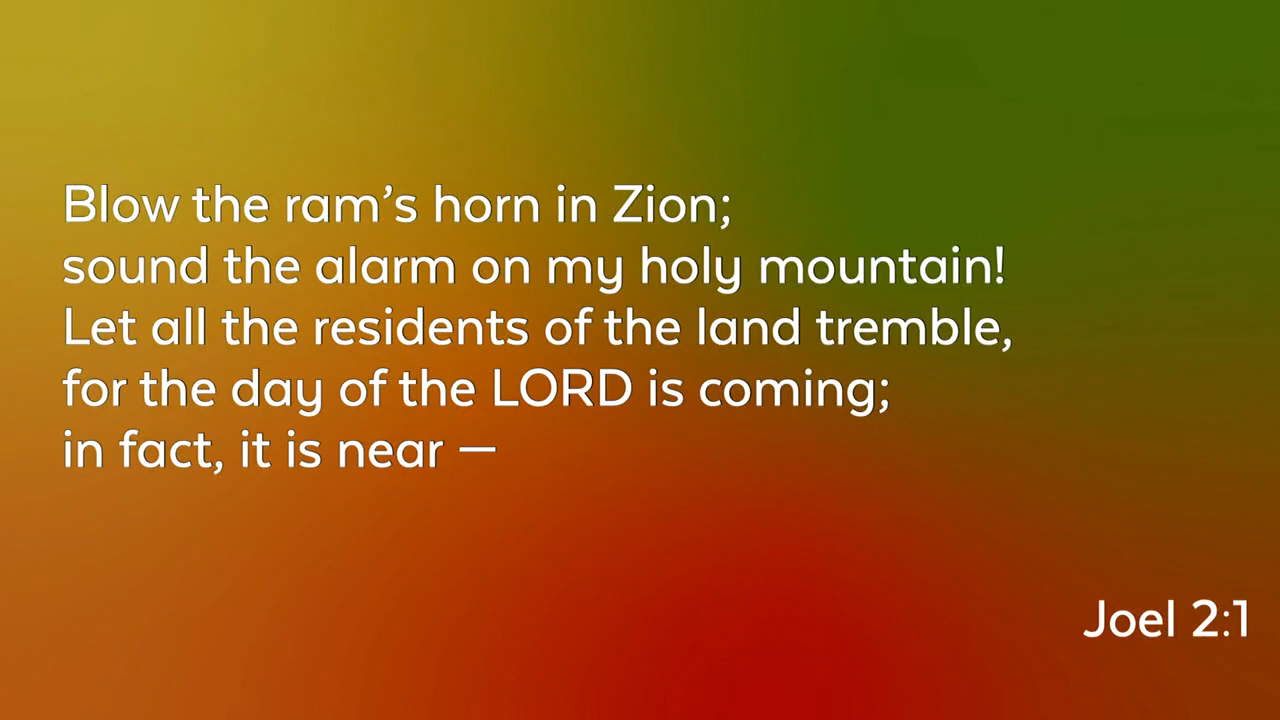 Blow the ram’s horn in Zion;
sound the alarm on my holy mountain!
Let all the residents of the land tremble,
for the day of the LORD is coming;
in fact, it is near —
Joel 2:1